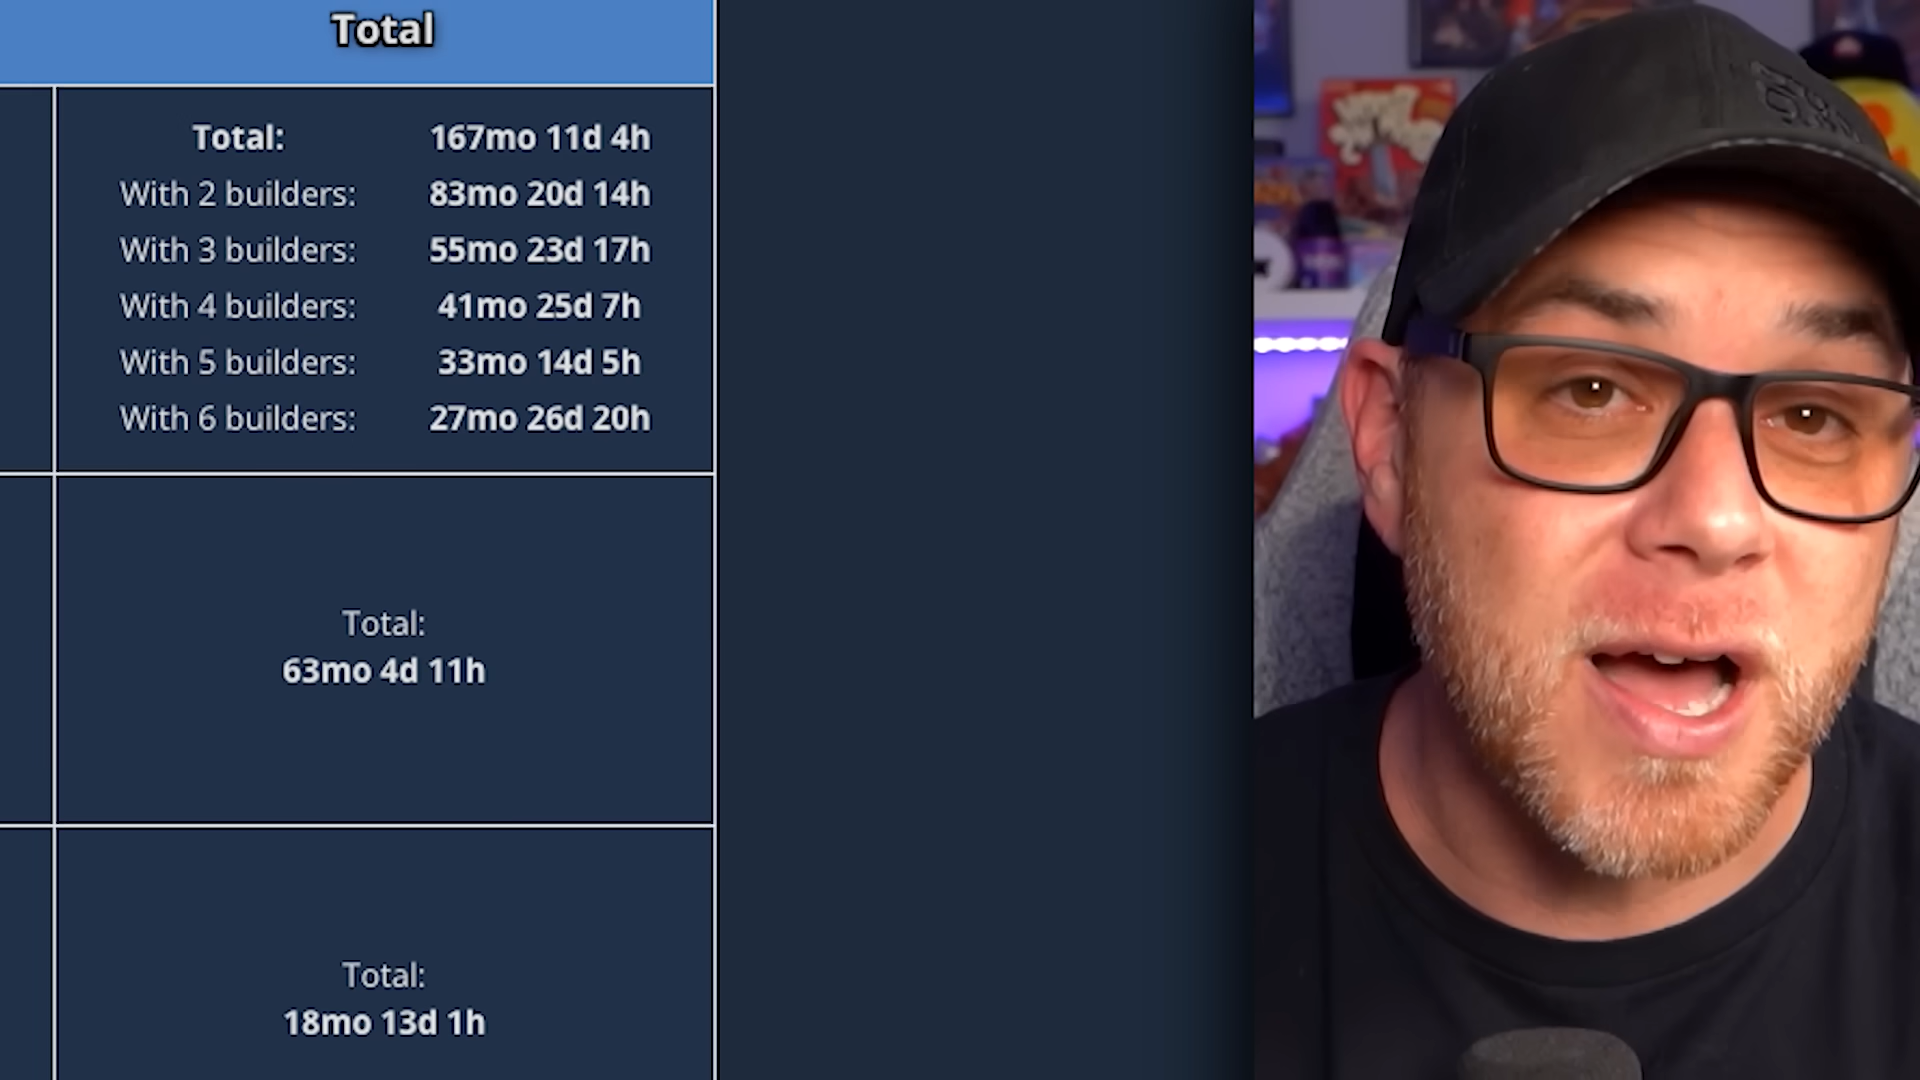 Total
Total: 167mo 11d 4h
With 2 builders: 83mo 20d 14h
With 3 builders: 55mo 23d 17h
With 4 builders: 41mo 25d 7h
With 5 builders: 33mo 14d 5h
With 6 builders: 27mo 26d 20h
Total:
63mo 4d 11h
Total:
18mo 13d 1h